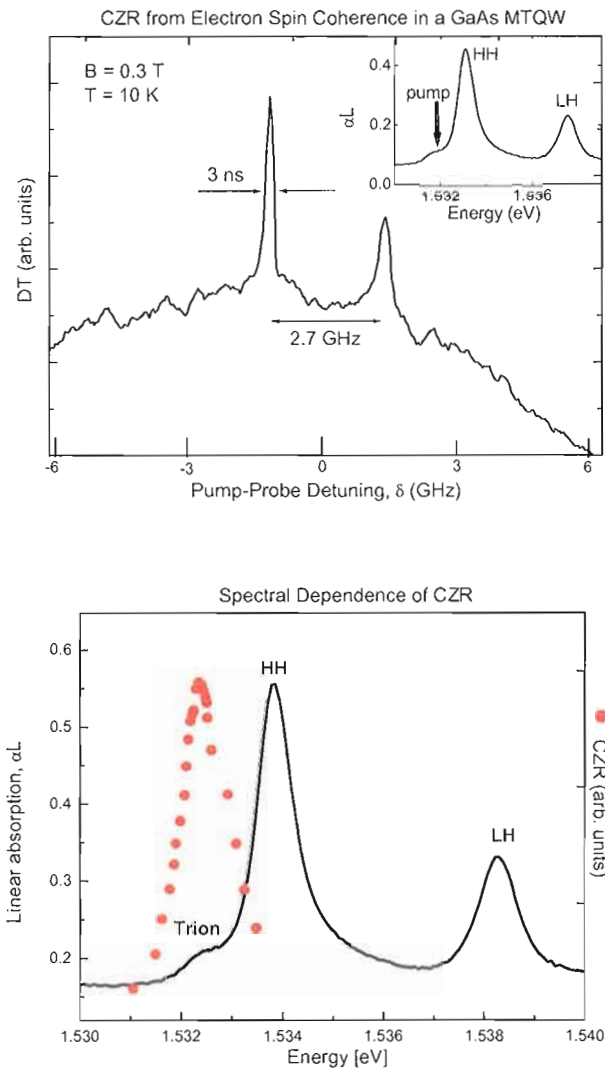 CZR from Electron Spin Coherence in a GaAs MTQW
B = 0.3 T
T = 10 K
3 ns
2.7 GHz
DT (arb. units)
-6 -3 0 3 6
Pump-Probe Detuning, δ (GHz)
αL
0.4
0.2
0.0
pump
HH
LH
1.532 1.536
Energy (eV)
Spectral Dependence of CZR
Linear absorption, αL
0.6
0.5
0.4
0.3
0.2
HH
Trion
LH
CZR (arb. units)
1.530 1.532 1.534 1.536 1.538 1.540
Energy [eV]